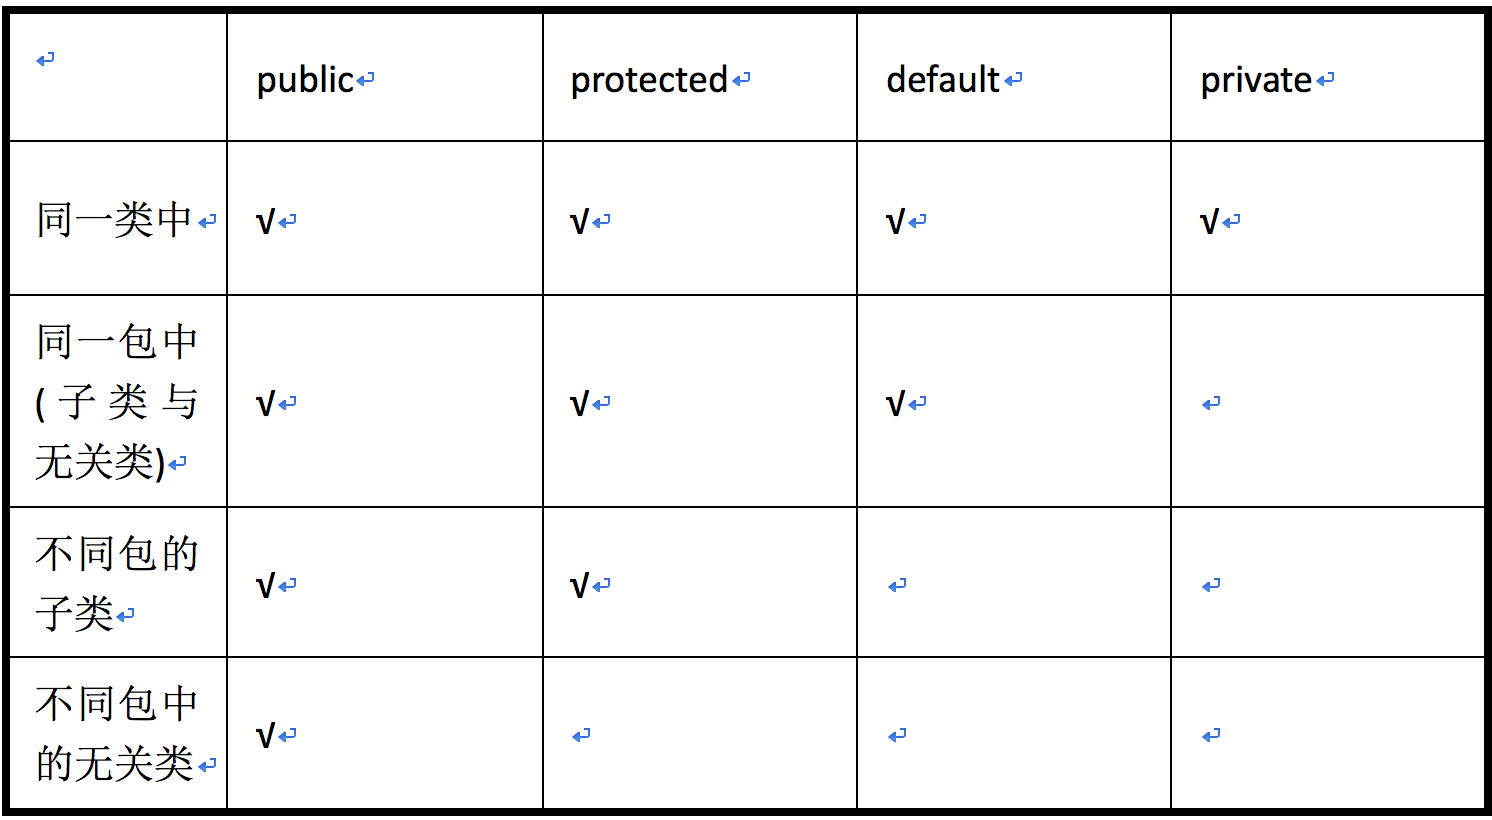 public protected default private
同一类中 √ √ √ √
同一包中
(子类与
无关类) √ √ √
不同包的
子类 √ √
不同包中
的无关类 √